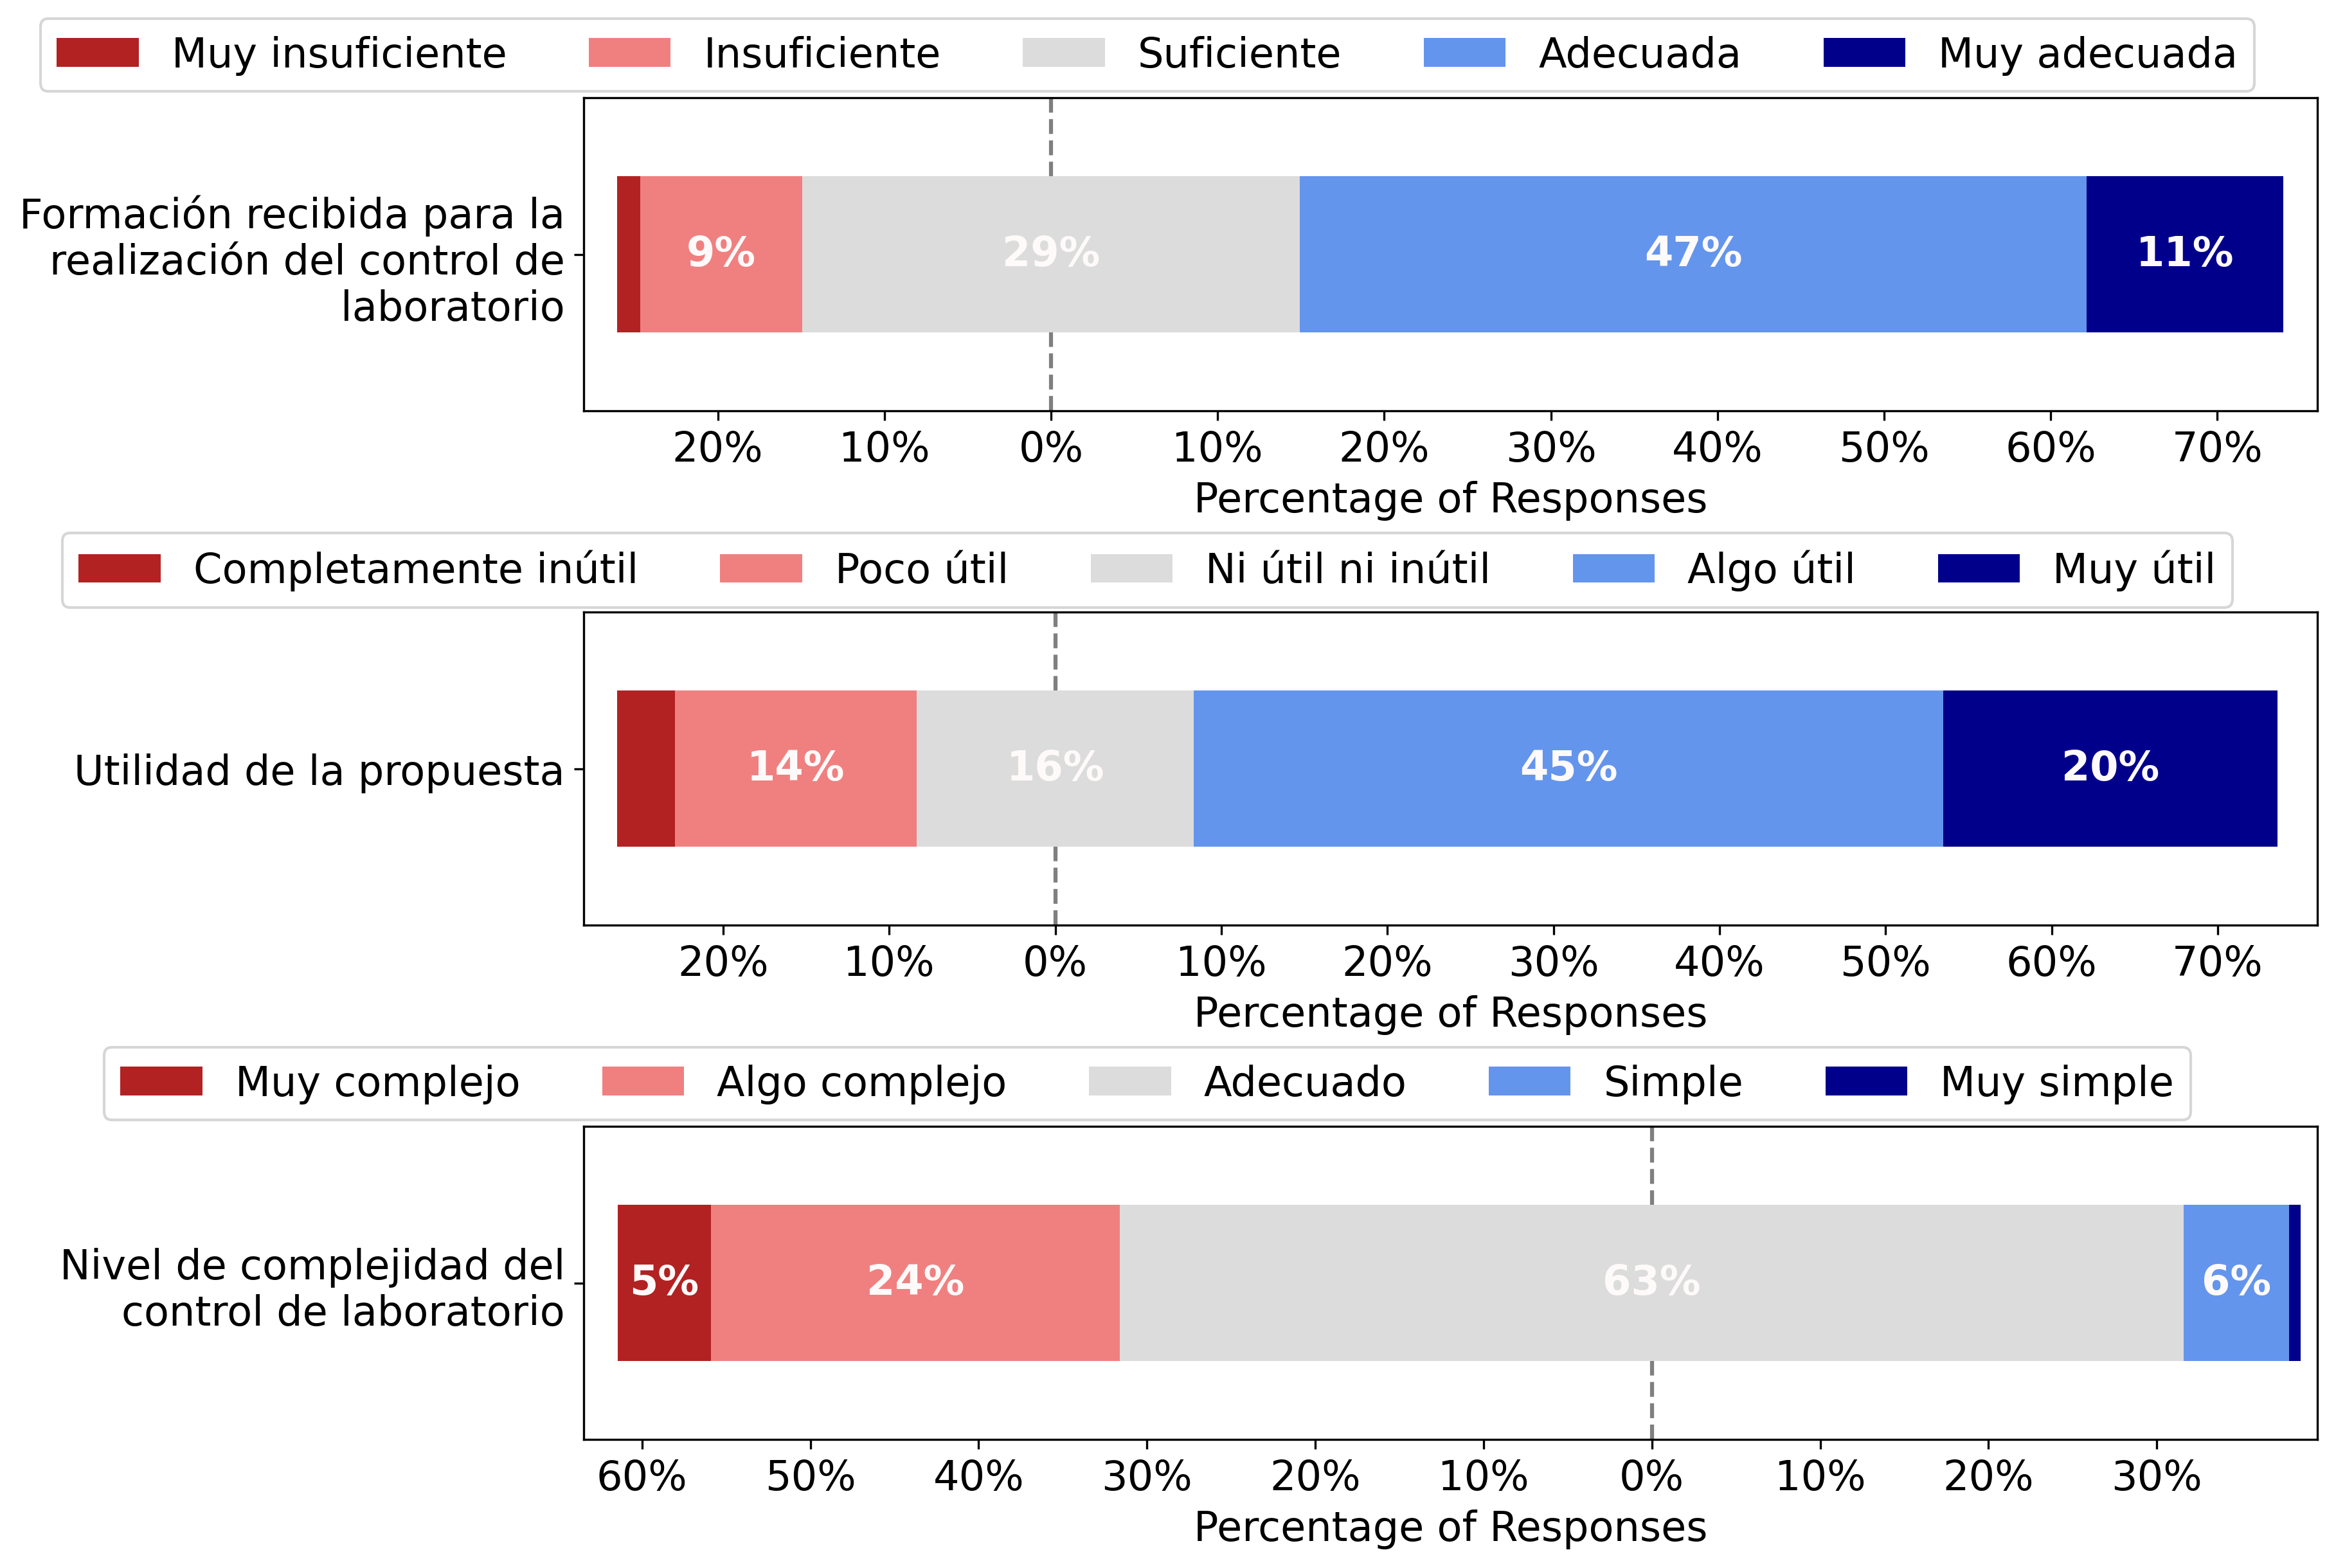 Muy insuficiente Insuficiente Suficiente Adecuada Muy adecuada
Formación recibida para la
realización del control de
laboratorio
9% 29% 47% 11%
20% 10% 0% 10% 20% 30% 40% 50% 60% 70%
Percentage of Responses
Completamente inútil Poco útil Ni útil ni inútil Algo útil Muy útil
Utilidad de la propuesta
14% 16% 45% 20%
20% 10% 0% 10% 20% 30% 40% 50% 60% 70%
Percentage of Responses
Muy complejo Algo complejo Adecuado Simple Muy simple
Nivel de complejidad del
control de laboratorio
5% 24% 63% 6%
60% 50% 40% 30% 20% 10% 0% 10% 20% 30%
Percentage of Responses